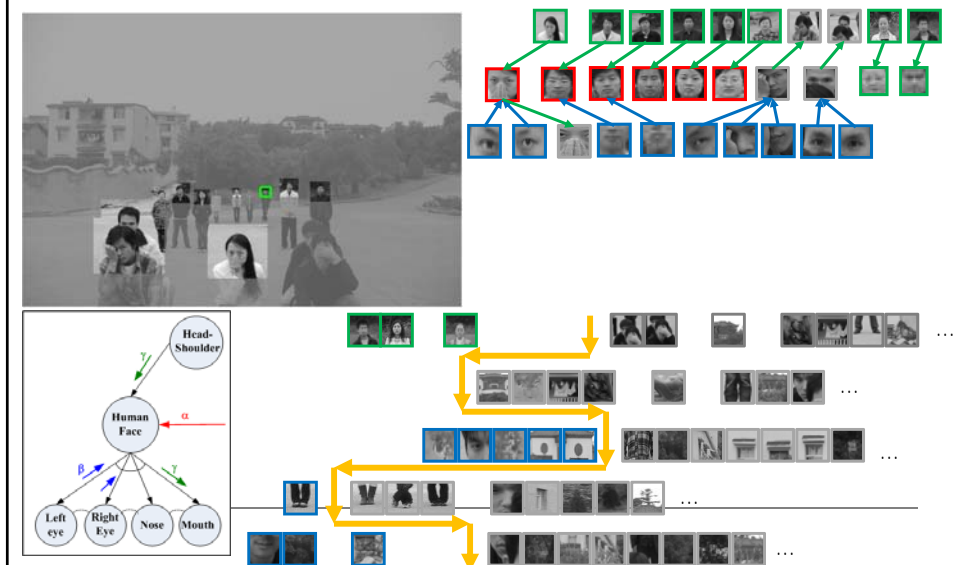 Head-
Shoulder
γ
Human
Face
α
β
γ
Left
eye
Right
Eye
Nose
Mouth
...
...
...
...
...